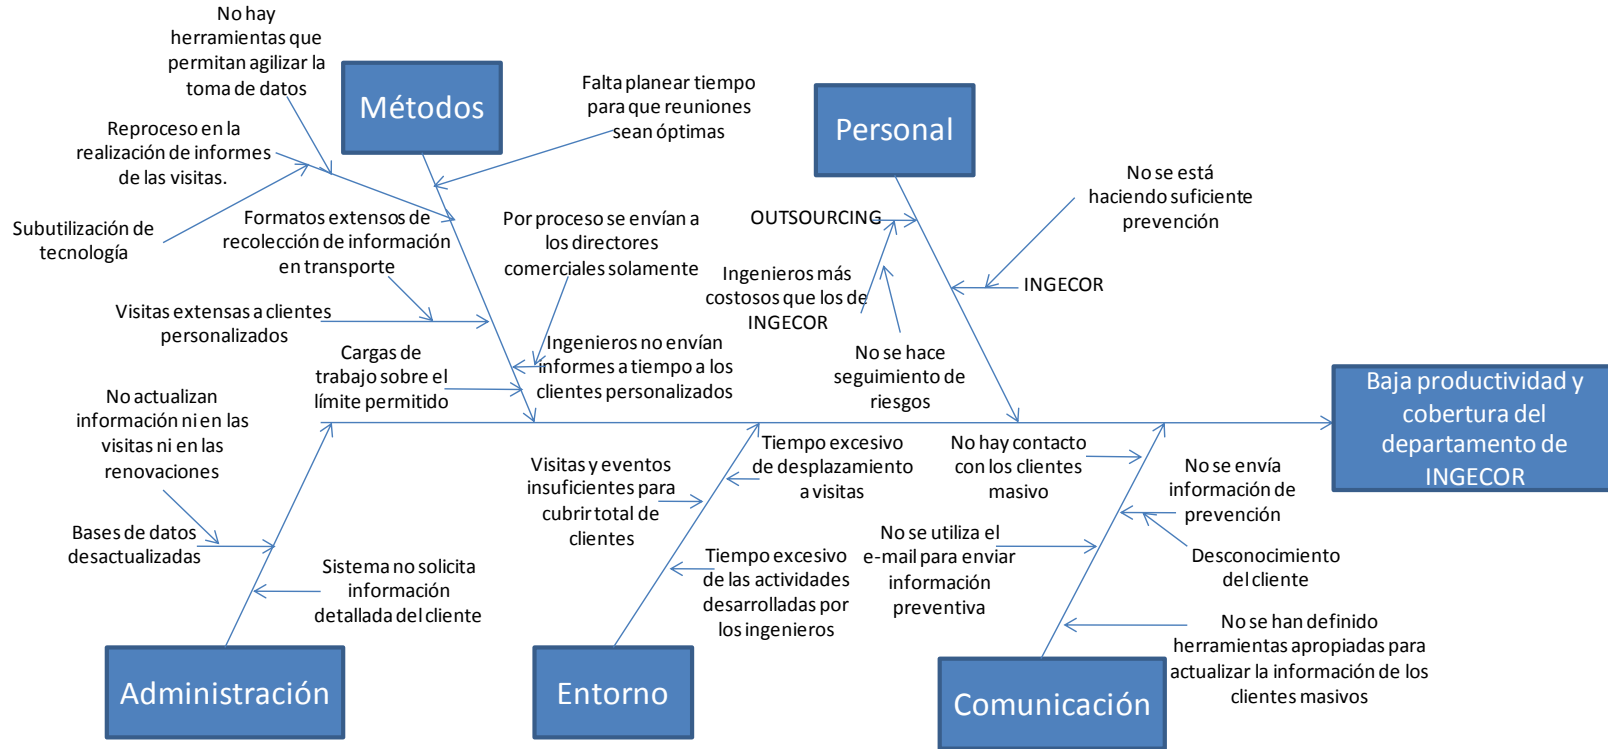 No hay
herramientas que
permitan agilizar la
toma de datos
Métodos
Falta planear tiempo
para que reuniones
sean óptimas
Personal
Reproceso en la
realización de informes
de las visitas.
Subutilización de
tecnología
Formatos extensos de
recolección de información
en transporte
Por proceso se envían a
los directores
comerciales solamente
OUTSOURCING
No se está
haciendo suficiente
prevención
Ingenieros más
costosos que los de
INGECOR
INGECOR
Visitas extensas a clientes
personalizados
Cargas de
trabajo sobre el
límite permitido
Ingenieros no envían
informes a tiempo a los
clientes personalizados
No se hace
seguimiento de
riesgos
Baja productividad y
cobertura del
departamento de
INGECOR
No actualizan
información ni en las
visitas ni en las
renovaciones
Bases de datos
desactualizadas
Sistema no solicita
información
detallada del cliente
Visitas y eventos
insuficientes para
cubrir total de
clientes
Tiempo excesivo
de desplazamiento
a visitas
Tiempo excesivo
de las actividades
desarrolladas por
los ingenieros
No hay contacto
con los clientes
masivo
No se envía
información de
prevención
No se utiliza el
e-mail para enviar
información
preventiva
Desconocimiento
del cliente
No se han definido
herramientas apropiadas para
actualizar la información de los
clientes masivos
Administración
Entorno
Comunicación